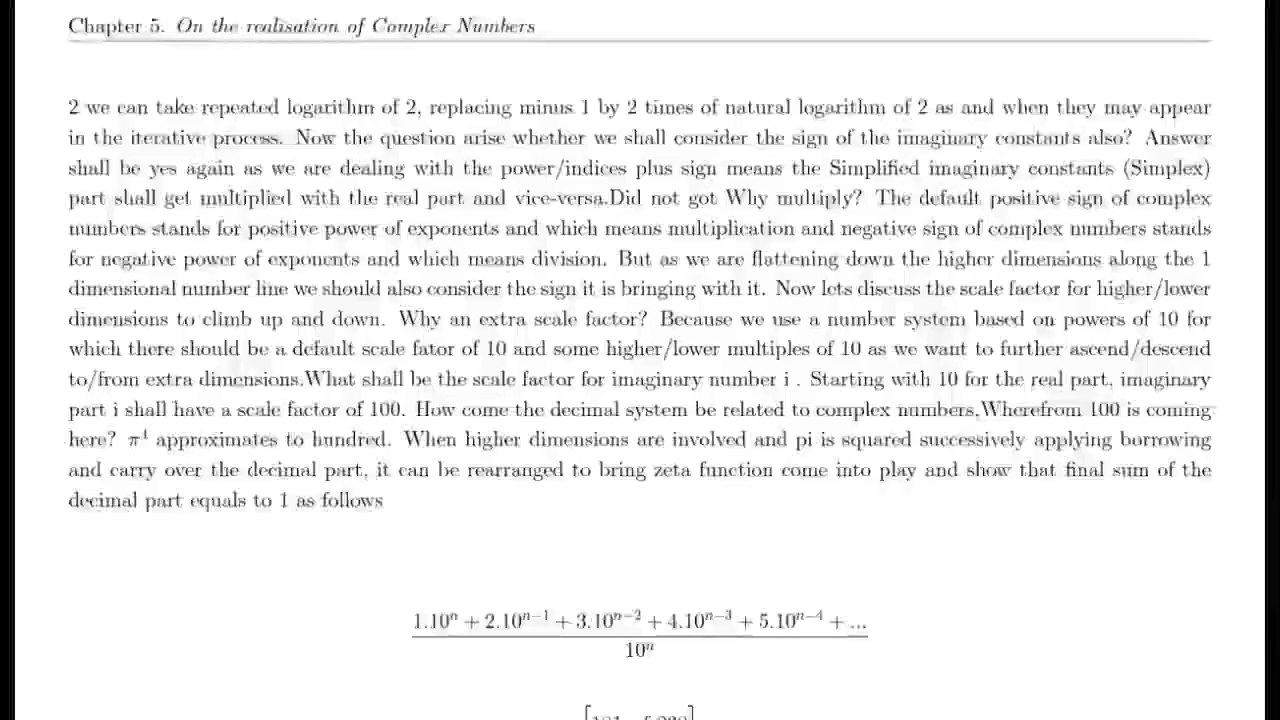 Chapter 5. On the realisation of Complex Numbers
2 we can take repeated logarithm of 2, replacing minus 1 by 2 times of natural logarithm of 2 as and when they may appear
in the iterative process. Now the question arise whether we shall consider the sign of the imaginary constants also? Answer
shall be yes again as we are dealing with the power/indices plus sign means the Simplified imaginary constants (Simplex)
part shall get multiplied with the real part and vice-versa.Did not got Why multiply? The default positive sign of complex
numbers stands for positive power of exponents and which means multiplication and negative sign of complex numbers stands
for negative power of exponents and which means division. But as we are flattening down the higher dimensions along the 1
dimensional number line we should also consider the sign it is bringing with it. Now lets discuss the scale factor for higher/lower
dimensions to climb up and down. Why an extra scale factor? Because we use a number system based on powers of 10 for
which there should be a default scale fator of 10 and some higher/lower multiples of 10 as we want to further ascend/descend
to/from extra dimensions.What shall be the scale factor for imaginary number i . Starting with 10 for the real part, imaginary
part i shall have a scale factor of 100. How come the decimal system be related to complex numbers.Wherefrom 100 is coming
here? π⁴ approximates to hundred. When higher dimensions are involved and pi is squared successively applying borrowing
and carry over the decimal part, it can be rearranged to bring zeta function come into play and show that final sum of the
decimal part equals to 1 as follows
1.10ⁿ + 2.10ⁿ⁻¹ + 3.10ⁿ⁻² + 4.10ⁿ⁻³ + 5.10ⁿ⁻⁴ + ...
10ⁿ